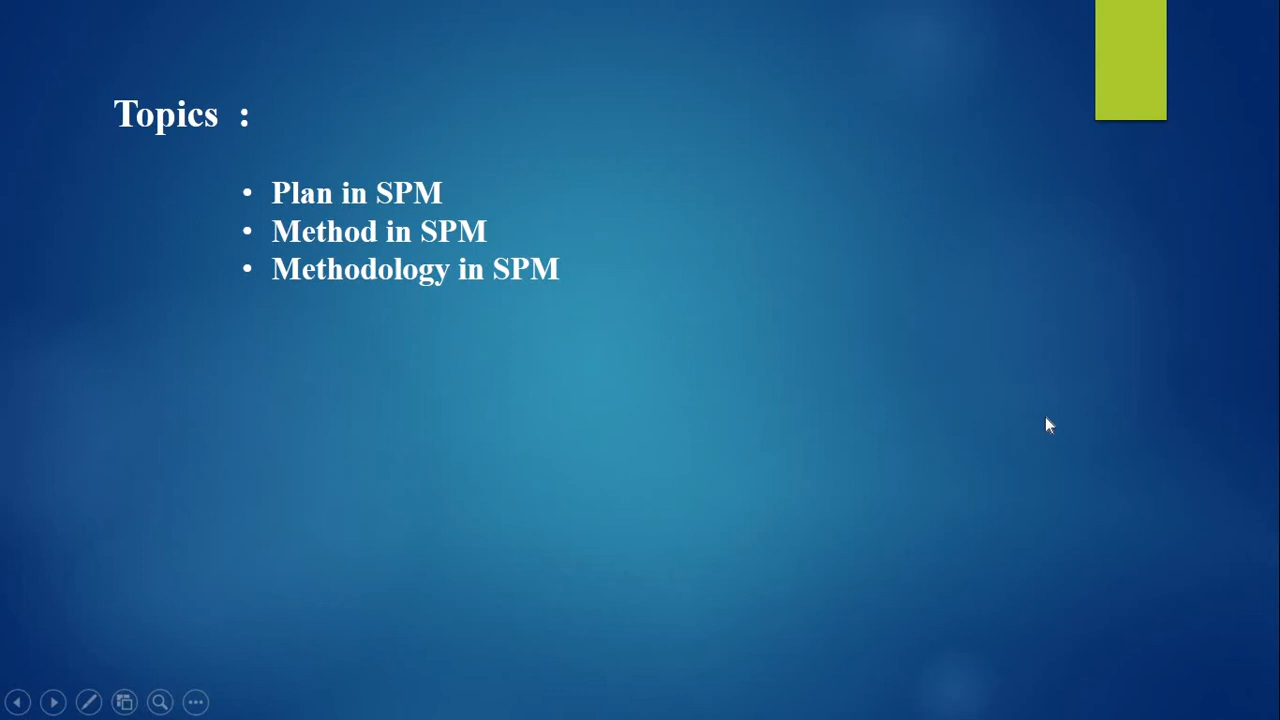 Topics :
• Plan in SPM
• Method in SPM
• Methodology in SPM